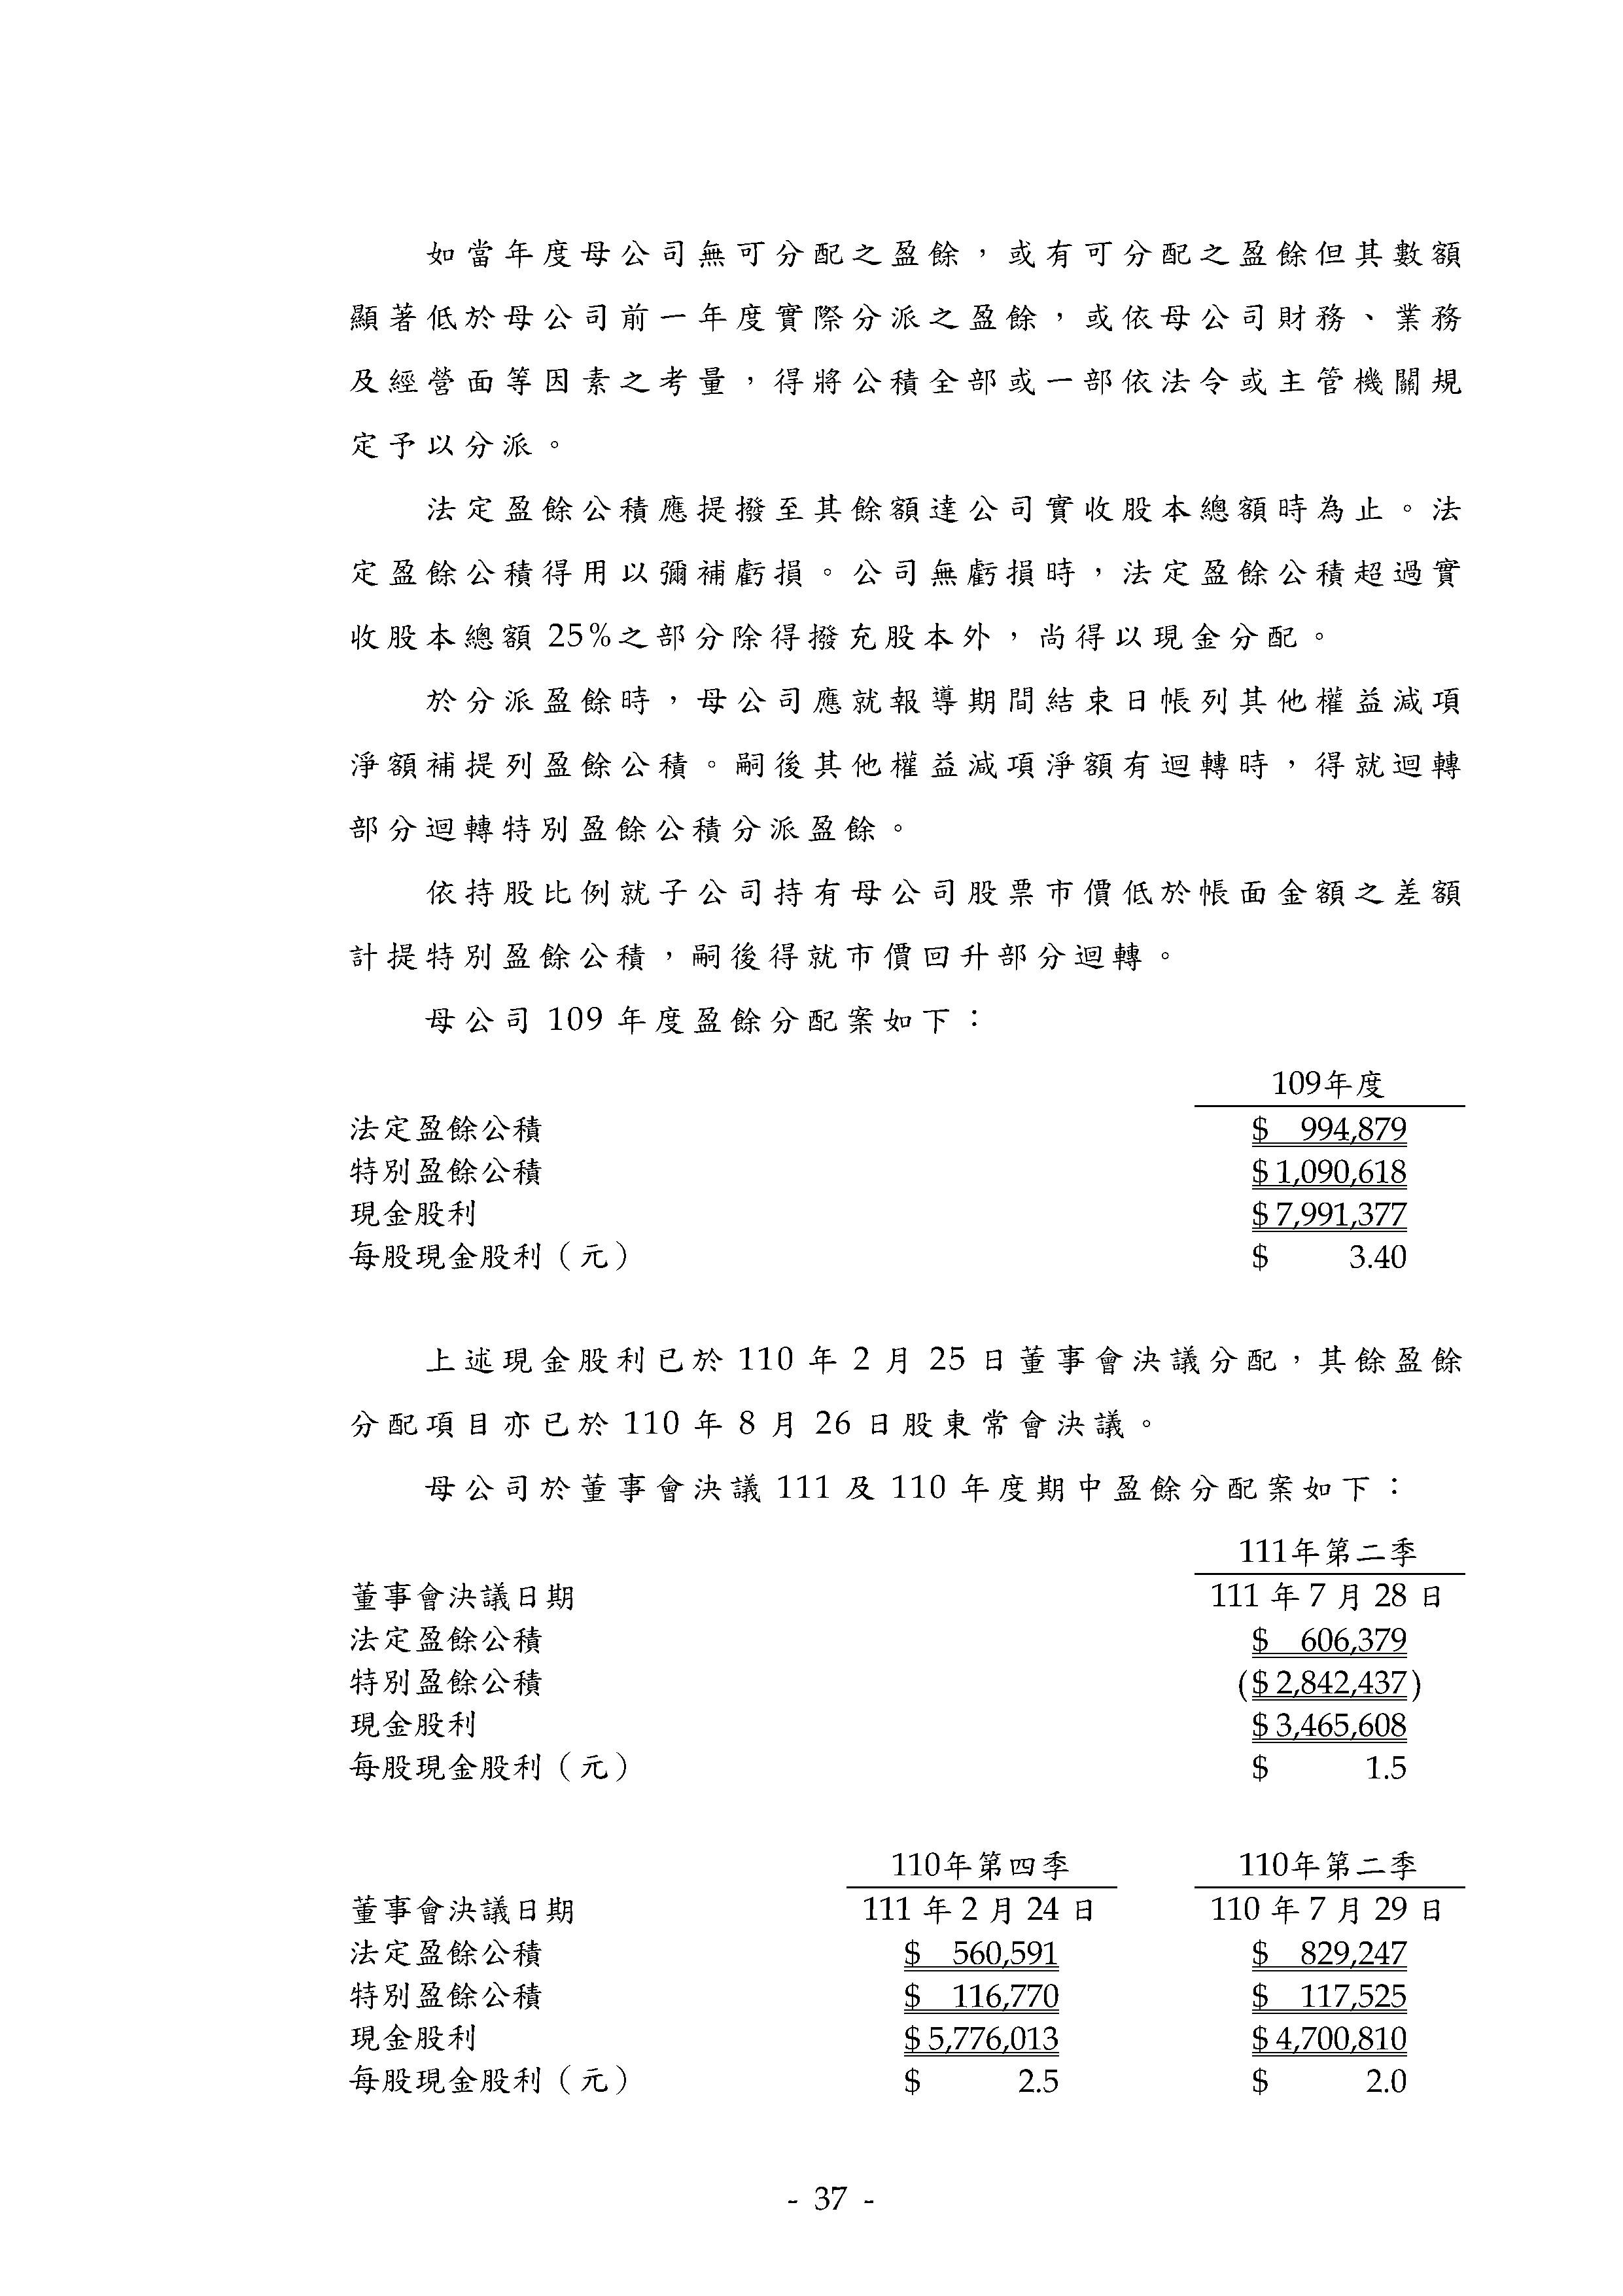 如當年度母公司無可分配之盈餘，或有可分配之盈餘但其數額
顯著低於母公司前一年度實際分派之盈餘，或依母公司財務、業務
及經營面等因素之考量，得將公積全部或一部依法令或主管機關規
定予以分派。
法定盈餘公積應提撥至其餘額達公司實收股本總額時為止。法
定盈餘公積得用以彌補虧損。公司無虧損時，法定盈餘公積超過實
收股本總額 25%之部分除得撥充股本外，尚得以現金分配。
於分派盈餘時，母公司應就報導期間結束日帳列其他權益減項
淨額補提列盈餘公積。嗣後其他權益減項淨額有迴轉時，得就迴轉
部分迴轉特別盈餘公積分派盈餘。
依持股比例就子公司持有母公司股票市價低於帳面金額之差額
計提特別盈餘公積，嗣後得就市價回升部分迴轉。
母公司 109 年度盈餘分配案如下：
109年度
法定盈餘公積 $ 994,879
特別盈餘公積 $ 1,090,618
現金股利 $ 7,991,377
每股現金股利（元） $ 3.40
上述現金股利已於 110 年 2 月 25 日董事會決議分配，其餘盈餘
分配項目亦已於 110 年 8 月 26 日股東常會決議。
母公司於董事會決議 111 及 110 年度期中盈餘分配案如下：
111年第二季
董事會決議日期 111 年 7 月 28 日
法定盈餘公積 $ 606,379
特別盈餘公積 ($ 2,842,437)
現金股利 $ 3,465,608
每股現金股利（元） $ 1.5
110年第四季 110年第二季
董事會決議日期 111 年 2 月 24 日 110 年 7 月 29 日
法定盈餘公積 $ 560,591 $ 829,247
特別盈餘公積 $ 116,770 $ 117,525
現金股利 $ 5,776,013 $ 4,700,810
每股現金股利（元） $ 2.5 $ 2.0
- 37 -